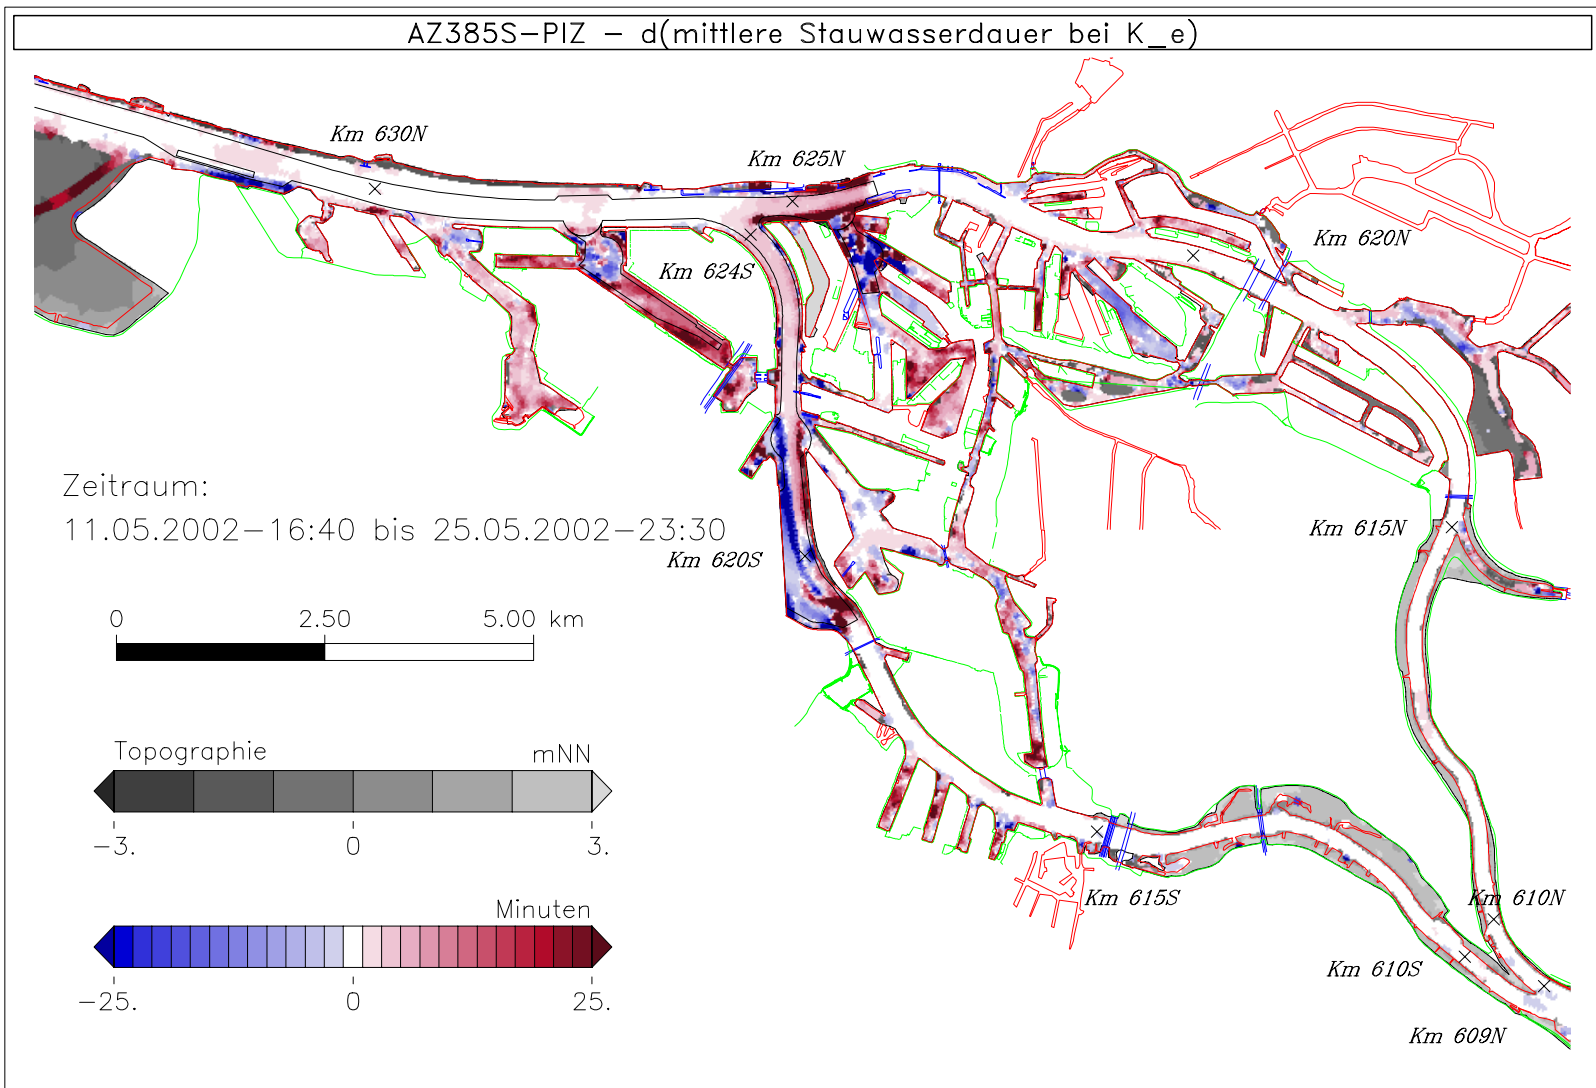 AZ385S-PIZ - d(mittlere Stauwasserdauer bei K_e)
Km 630N
Km 625N
Km 620N
Km 624S
Zeitraum:
11.05.2002-16:40 bis 25.05.2002-23:30
Km 615N
Km 620S
0 2.50 5.00 km
Topographie mNN
-3. 0 3.
Km 615S
Km 610N
Minuten
Km 610S
-25. 0 25.
Km 609N